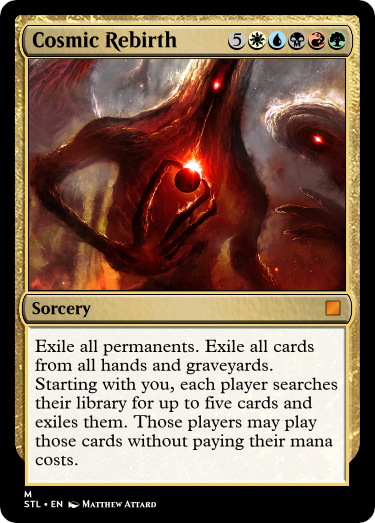 Cosmic Rebirth 5
Sorcery
Exile all permanents. Exile all cards
from all hands and graveyards.
Starting with you, each player searches
their library for up to five cards and
exiles them. Those players may play
those cards without paying their mana
costs.
M
STL • EN Matthew Attard